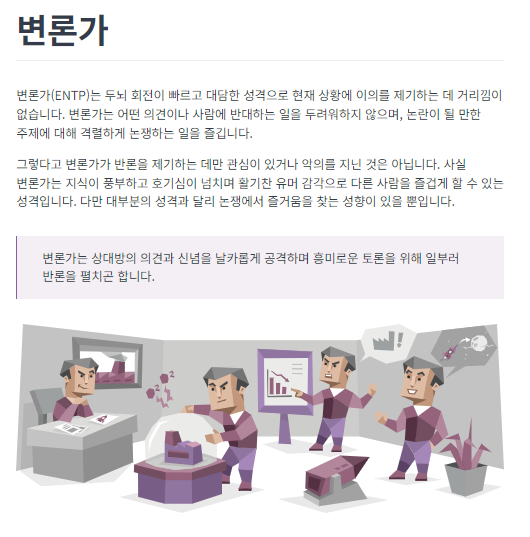 변론가
변론가(ENTP)는 두뇌 회전이 빠르고 대담한 성격으로 현재 상황에 이의를 제기하는 데 거리낌이
없습니다. 변론가는 어떤 의견이나 사람에 반대하는 일을 두려워하지 않으며, 논란이 될 만한
주제에 대해 격렬하게 논쟁하는 일을 즐깁니다.
그렇다고 변론가가 반론을 제기하는 데만 관심이 있거나 악의를 지닌 것은 아닙니다. 사실
변론가는 지식이 풍부하고 호기심이 넘치며 활기찬 유머 감각으로 다른 사람을 즐겁게 할 수 있는
성격입니다. 다만 대부분의 성격과 달리 논쟁에서 즐거움을 찾는 성향이 있을 뿐입니다.
변론가는 상대방의 의견과 신념을 날카롭게 공격하며 흥미로운 토론을 위해 일부러
반론을 펼치곤 합니다.